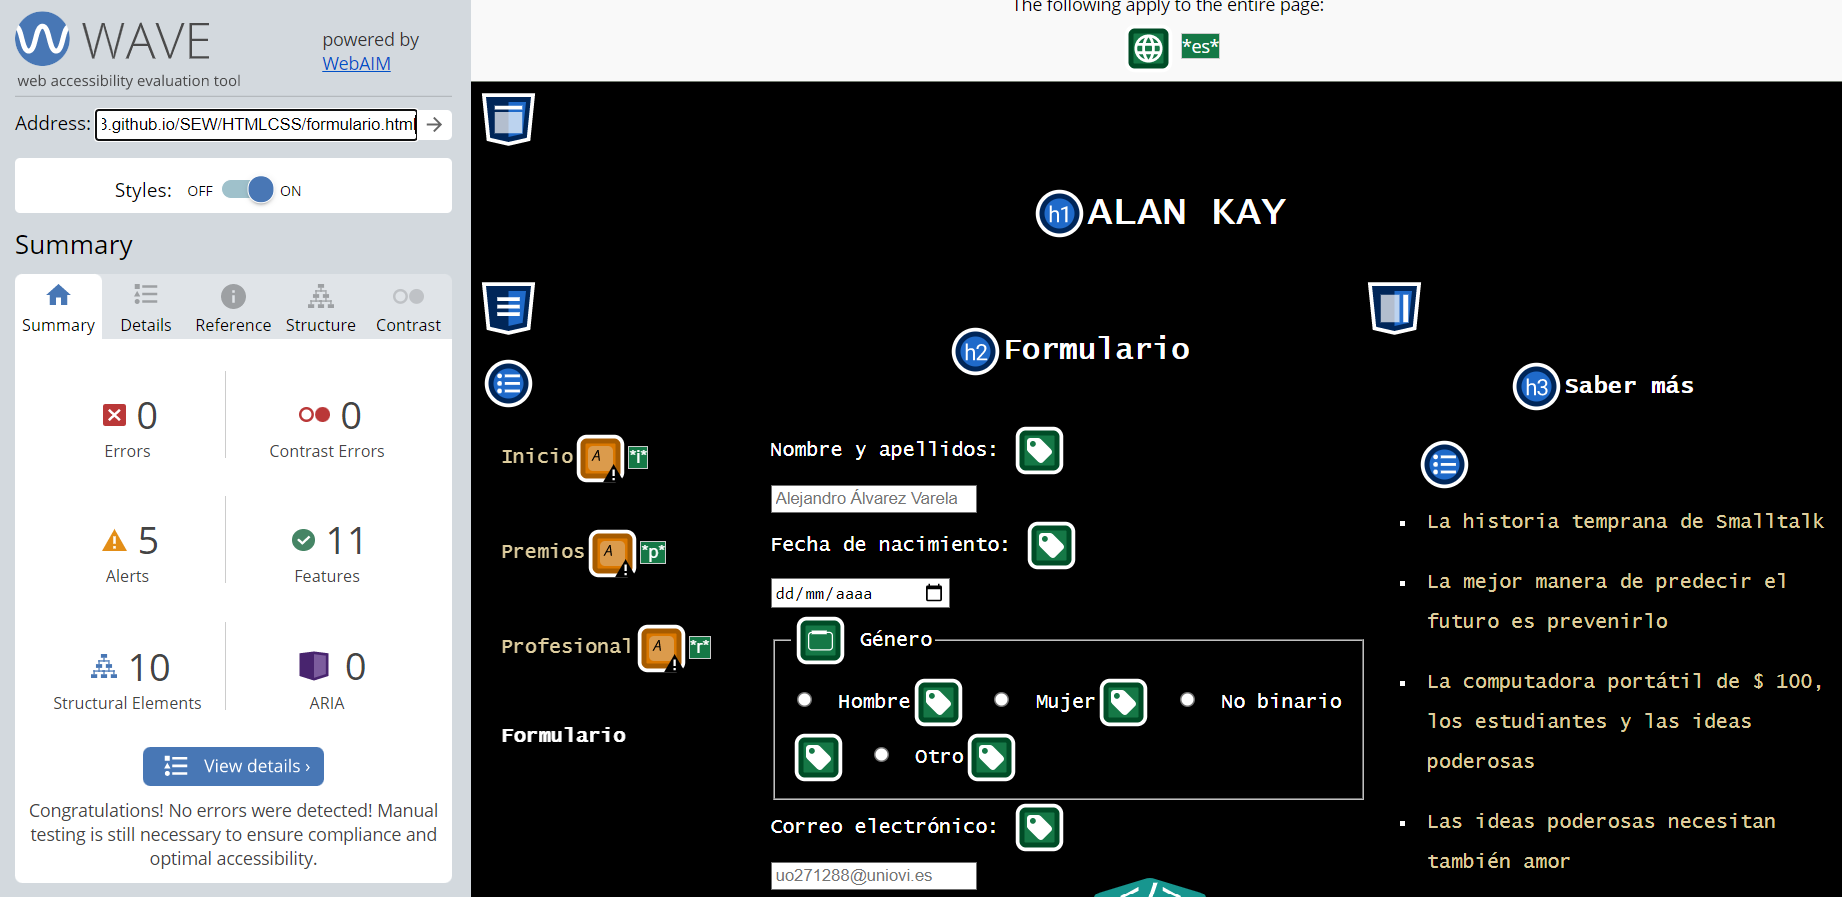 WAVE
web accessibility evaluation tool
powered by
WebAIM
Address: 3.github.io/SEW/HTMLCSS/formulario.html
Styles: OFF ON
Summary
Summary Details Reference Structure Contrast
0 Errors
0 Contrast Errors
5 Alerts
11 Features
10 Structural Elements
0 ARIA
View details ›
Congratulations! No errors were detected! Manual
testing is still necessary to ensure compliance and
optimal accessibility.
The following apply to the entire page:
*es*
h1 ALAN KAY
Inicio A *i*
Premios A *p*
Profesional A *r*
Formulario
h2 Formulario
Nombre y apellidos:
Alejandro Álvarez Varela
Fecha de nacimiento:
dd/mm/aaaa
Género
Hombre Mujer No binario
Otro
Correo electrónico:
uo271288@uniovi.es
h3 Saber más
La historia temprana de Smalltalk
La mejor manera de predecir el
futuro es prevenirlo
La computadora portátil de $ 100,
los estudiantes y las ideas
poderosas
Las ideas poderosas necesitan
también amor